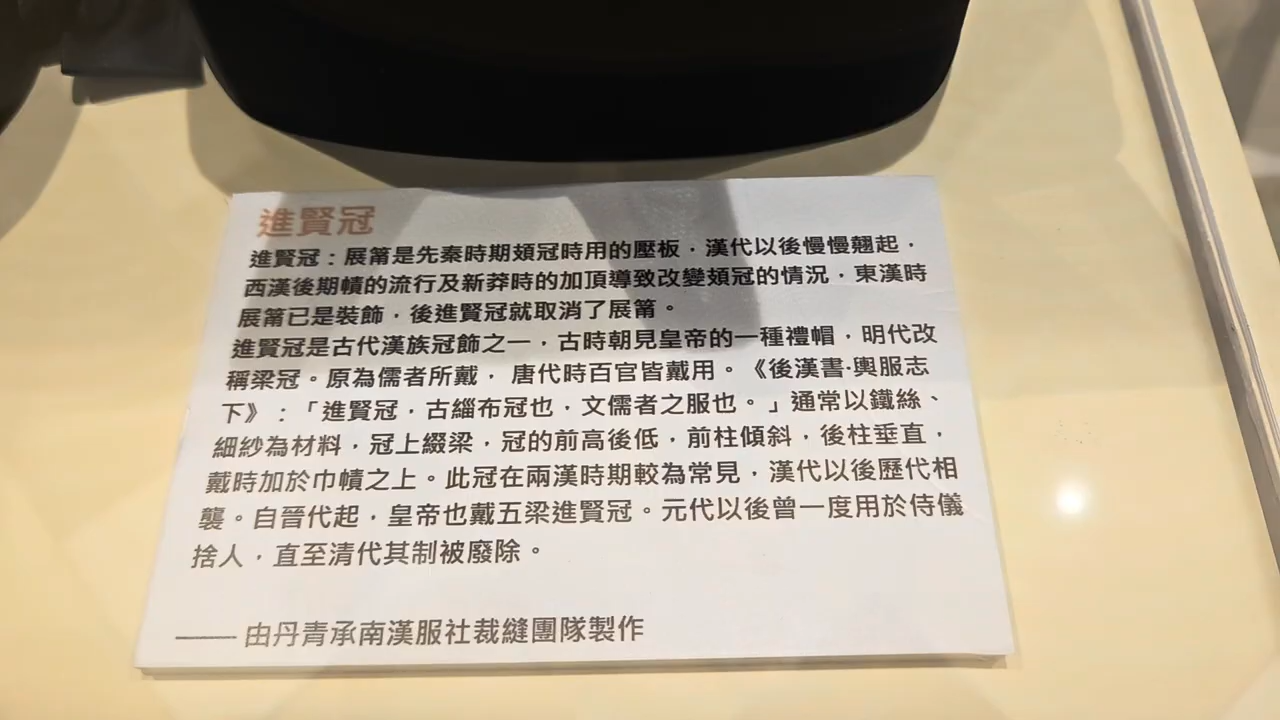 進賢冠
進賢冠：展筩是先秦時期頍冠時用的壓板，漢代以後慢慢翹起，
西漢後期幘的流行及新莽時的加頂導致改變頍冠的情況，東漢時
展筩已是裝飾，後進賢冠就取消了展筩。
進賢冠是古代漢族冠飾之一，古時朝見皇帝的一種禮帽，明代改
稱梁冠。原為儒者所戴， 唐代時百官皆戴用。《後漢書·輿服志
下》：「進賢冠，古緇布冠也，文儒者之服也。」通常以鐵絲、
細紗為材料，冠上綴梁，冠的前高後低，前柱傾斜，後柱垂直，
戴時加於巾幘之上。此冠在兩漢時期較為常見，漢代以後歷代相
襲。自晉代起，皇帝也戴五梁進賢冠。元代以後曾一度用於侍儀
捨人，直至清代其制被廢除。
—— 由丹青承南漢服社裁縫團隊製作